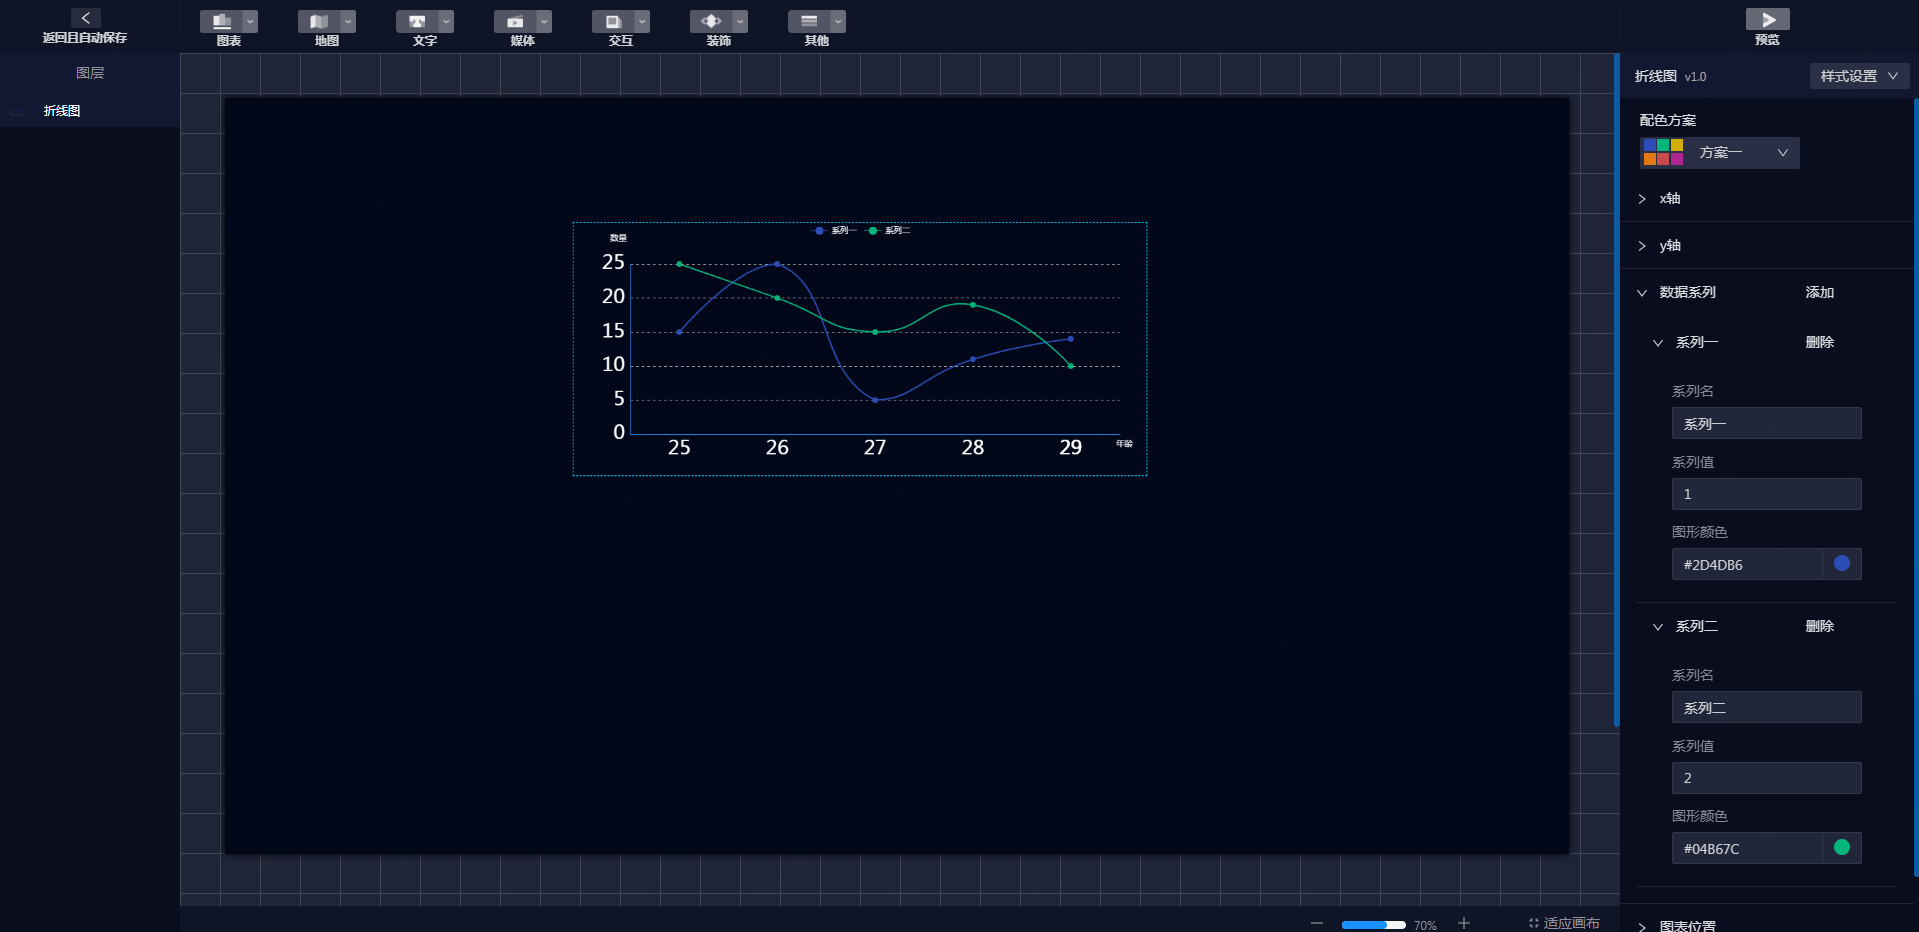 返回且自动保存
图表
地图
文字
媒体
交互
装饰
其他
预览
图层
折线图
数量
系列一
系列二
25
20
15
10
5
0
25
26
27
28
29
年龄
70%
适应画布
折线图 v1.0
样式设置
配色方案
方案一
x轴
y轴
数据系列
添加
系列一
删除
系列名
系列一
系列值
1
图形颜色
#2D4DB6
系列二
删除
系列名
系列二
系列值
2
图形颜色
#04B67C
图表位置